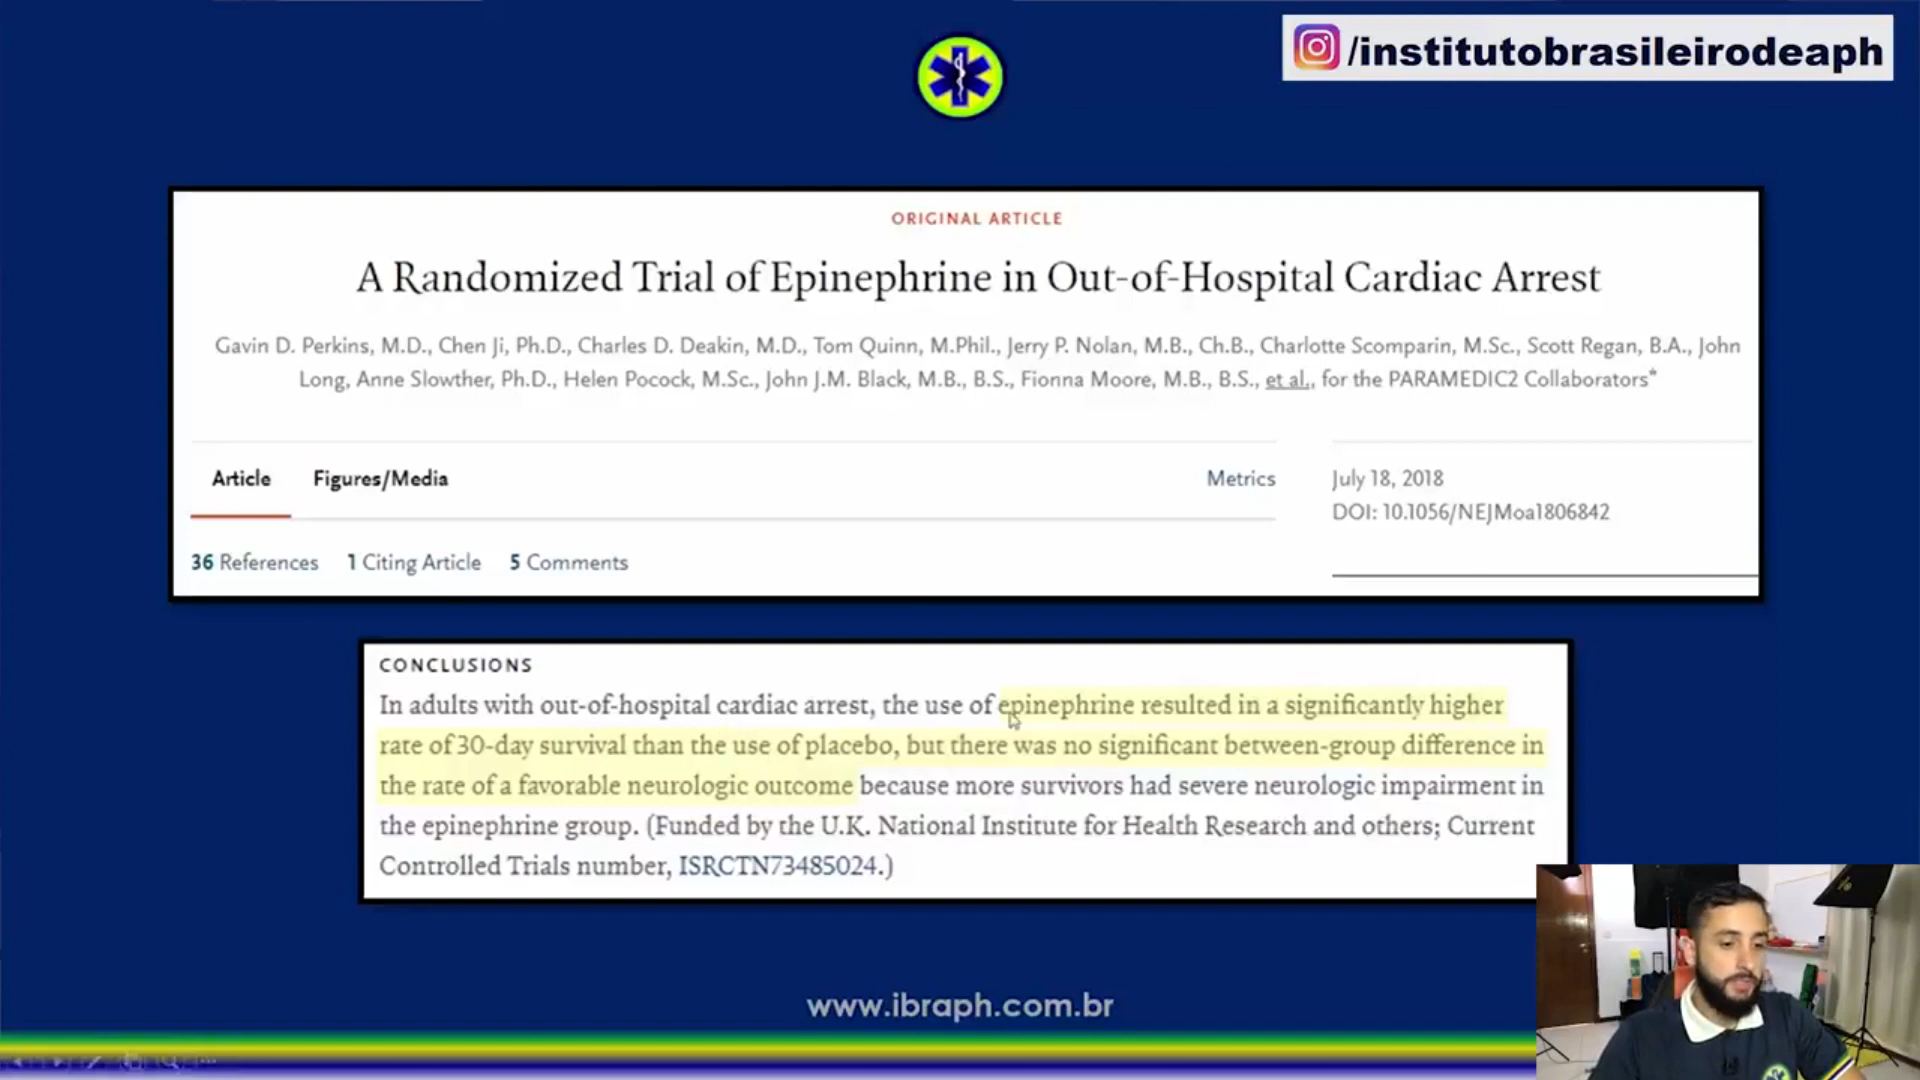 /institutobrasileirodeaph
ORIGINAL ARTICLE
A Randomized Trial of Epinephrine in Out-of-Hospital Cardiac Arrest
Gavin D. Perkins, M.D., Chen Ji, Ph.D., Charles D. Deakin, M.D., Tom Quinn, M.Phil., Jerry P. Nolan, M.B., Ch.B., Charlotte Scomparin, M.Sc., Scott Regan, B.A., John
Long, Anne Slowther, Ph.D., Helen Pocock, M.Sc., John J.M. Black, M.B., B.S., Fionna Moore, M.B., B.S., et al., for the PARAMEDIC2 Collaborators*
Article Figures/Media Metrics
July 18, 2018
DOI: 10.1056/NEJMoa1806842
36 References 1 Citing Article 5 Comments
CONCLUSIONS
In adults with out-of-hospital cardiac arrest, the use of epinephrine resulted in a significantly higher
rate of 30-day survival than the use of placebo, but there was no significant between-group difference in
the rate of a favorable neurologic outcome because more survivors had severe neurologic impairment in
the epinephrine group. (Funded by the U.K. National Institute for Health Research and others; Current
Controlled Trials number, ISRCTN73485024.)
www.ibraph.com.br